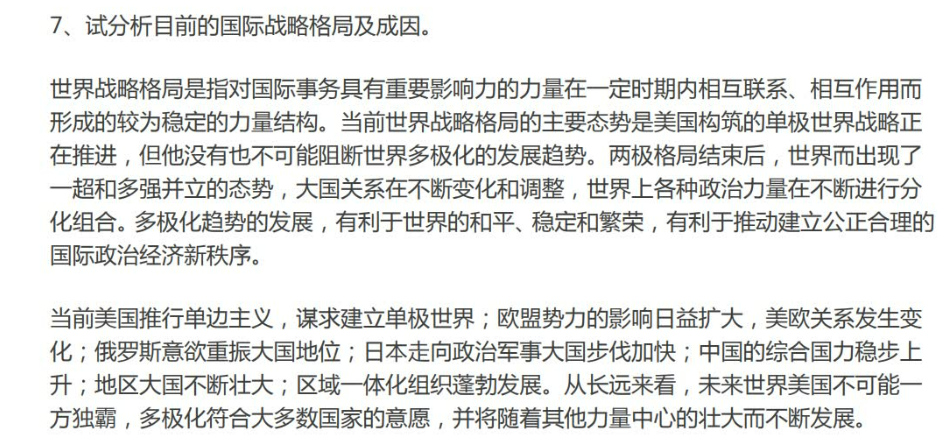 7、试分析目前的国际战略格局及成因。
世界战略格局是指对国际事务具有重要影响力的力量在一定时期内相互联系、相互作用而
形成的较为稳定的力量结构。当前世界战略格局的主要态势是美国构筑的单极世界战略正
在推进，但他没有也不可能阻断世界多极化的发展趋势。两极格局结束后，世界而出现了
一超和多强并立的态势，大国关系在不断变化和调整，世界上各种政治力量在不断进行分
化组合。多极化趋势的发展，有利于世界的和平、稳定和繁荣，有利于推动建立公正合理的
国际政治经济新秩序。
当前美国推行单边主义，谋求建立单极世界；欧盟势力的影响日益扩大，美欧关系发生变
化；俄罗斯意欲重振大国地位；日本走向政治军事大国步伐加快；中国的综合国力稳步上
升；地区大国不断壮大；区域一体化组织蓬勃发展。从长远来看，未来世界美国不可能一
方独霸，多极化符合大多数国家的意愿，并将随着其他力量中心的壮大而不断发展。